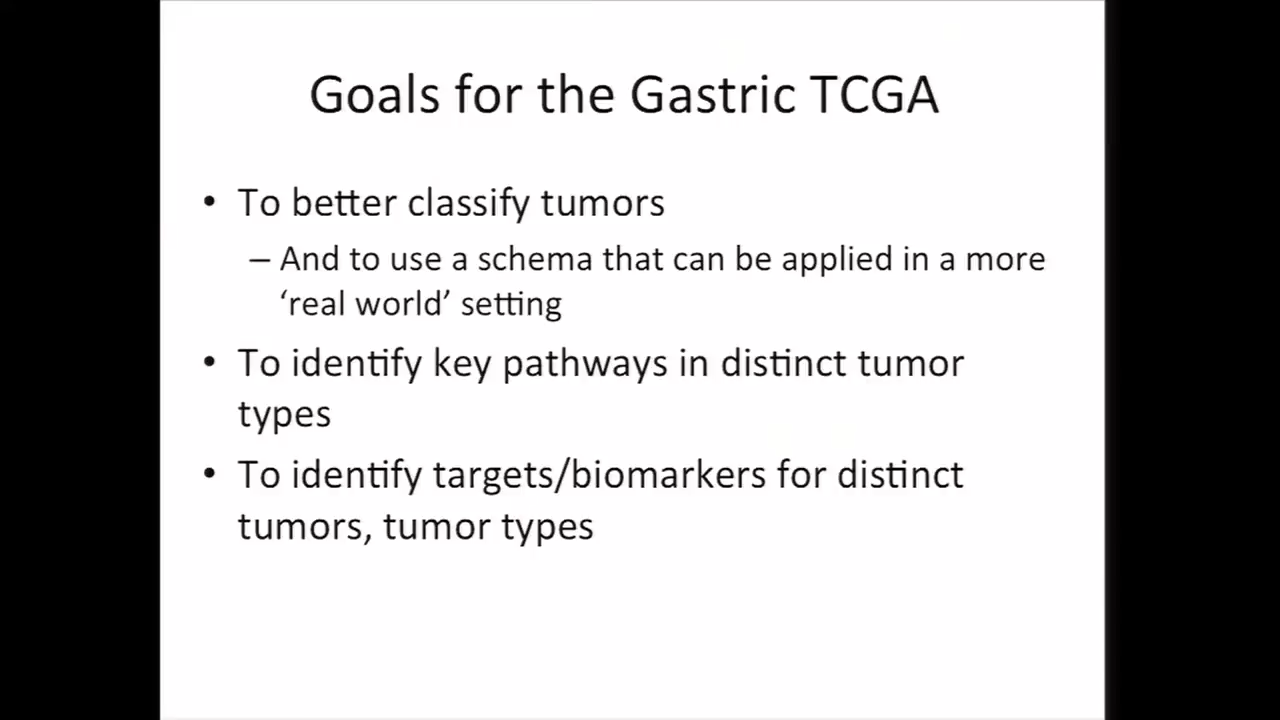 Goals for the Gastric TCGA
• To better classify tumors
– And to use a schema that can be applied in a more
‘real world’ setting
• To identify key pathways in distinct tumor
types
• To identify targets/biomarkers for distinct
tumors, tumor types